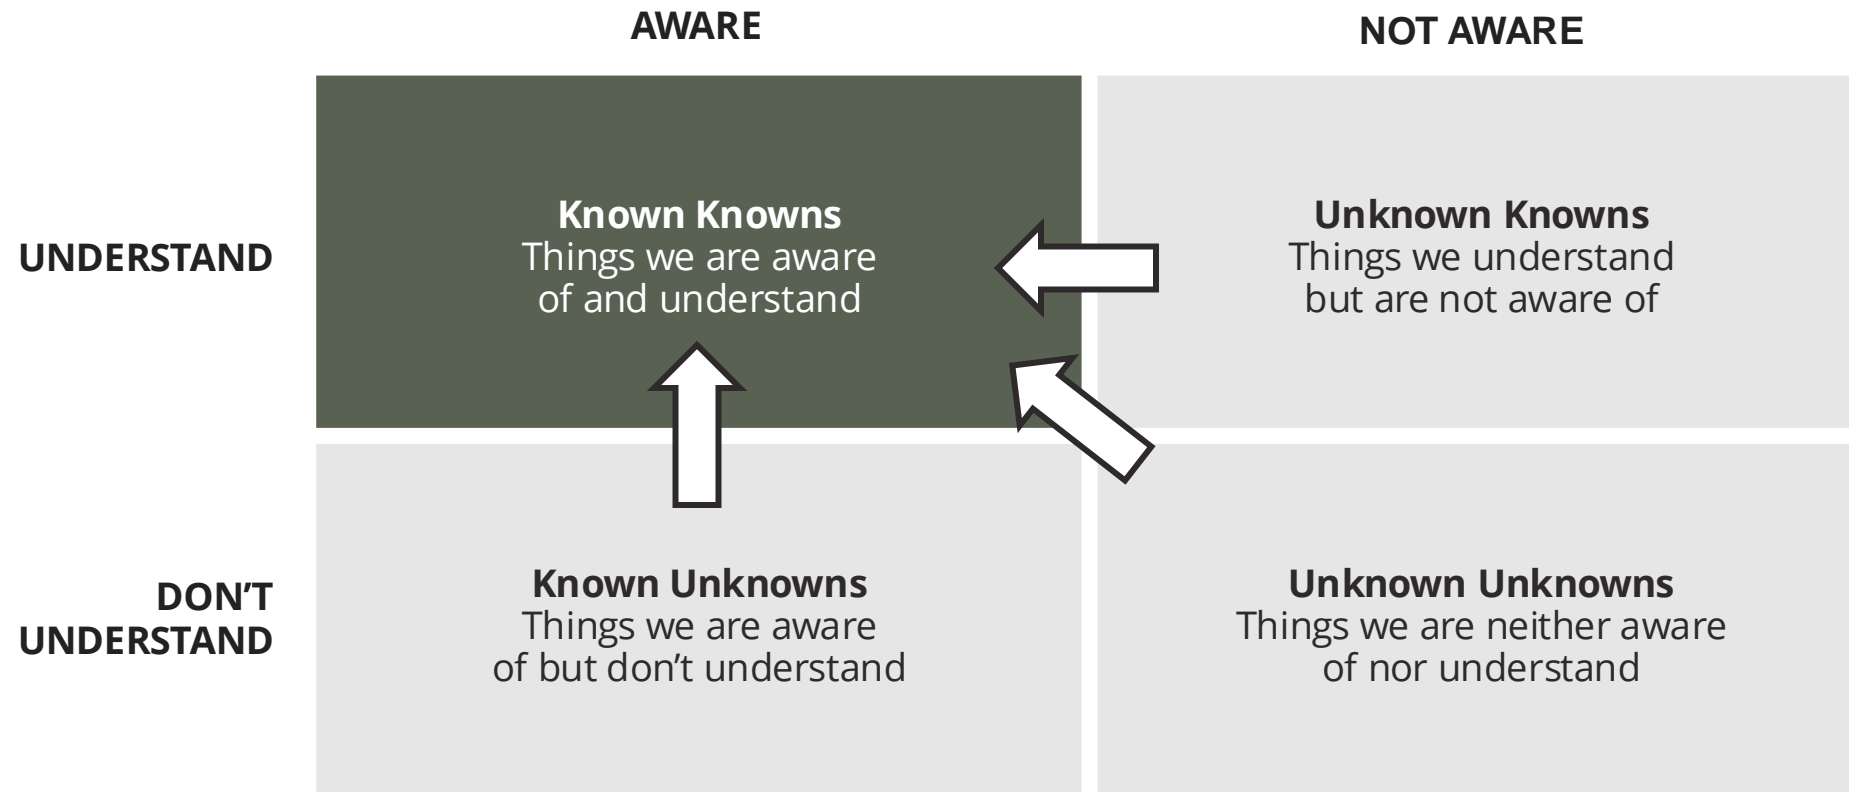 AWARE
NOT AWARE
UNDERSTAND
Known Knowns
Things we are aware
of and understand
Unknown Knowns
Things we understand
but are not aware of
DON’T
UNDERSTAND
Known Unknowns
Things we are aware
of but don’t understand
Unknown Unknowns
Things we are neither aware
of nor understand